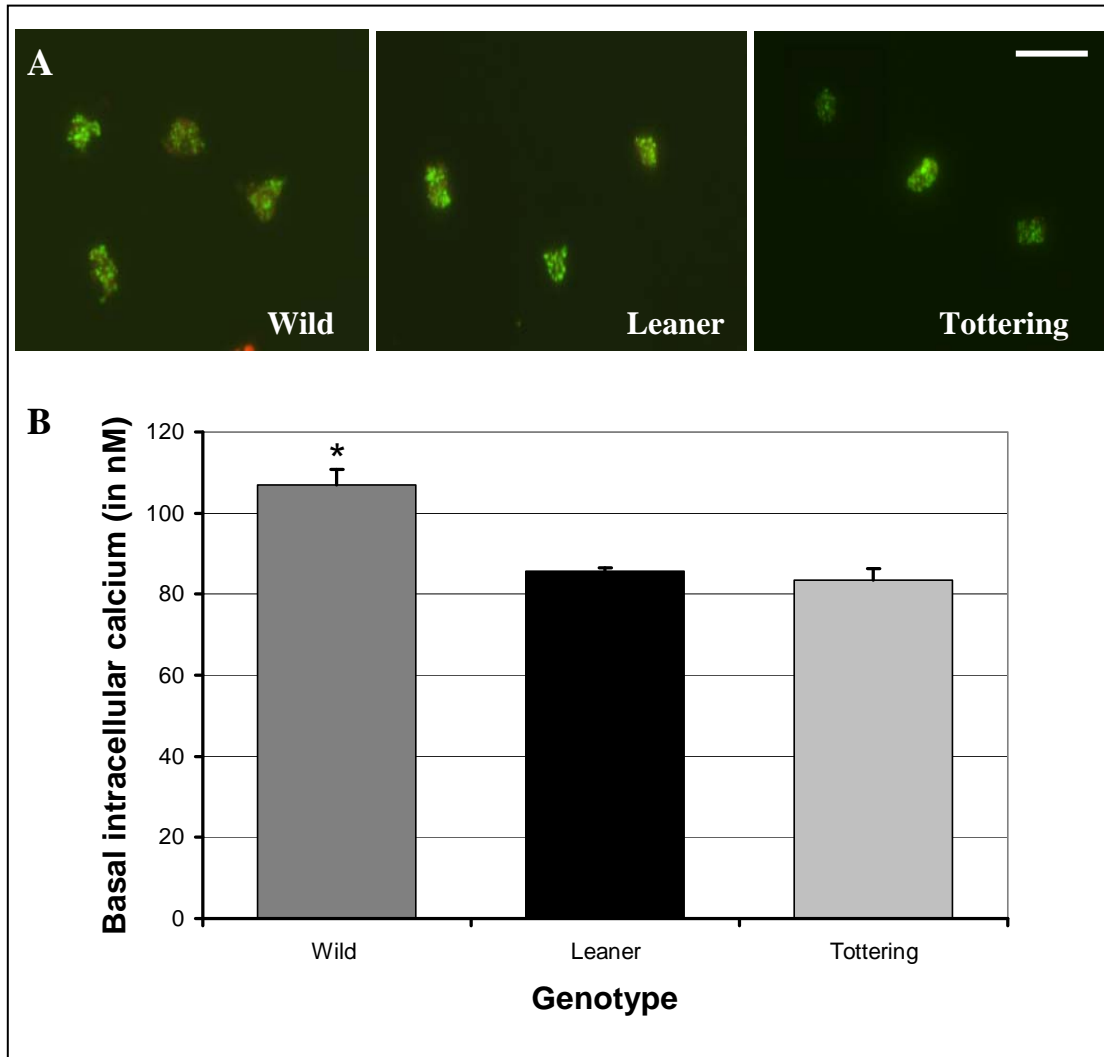 A
Wild
Leaner
Tottering
B
Basal intracellular calcium (in nM)
120
100
80
60
40
20
0
*
Wild
Leaner
Tottering
Genotype